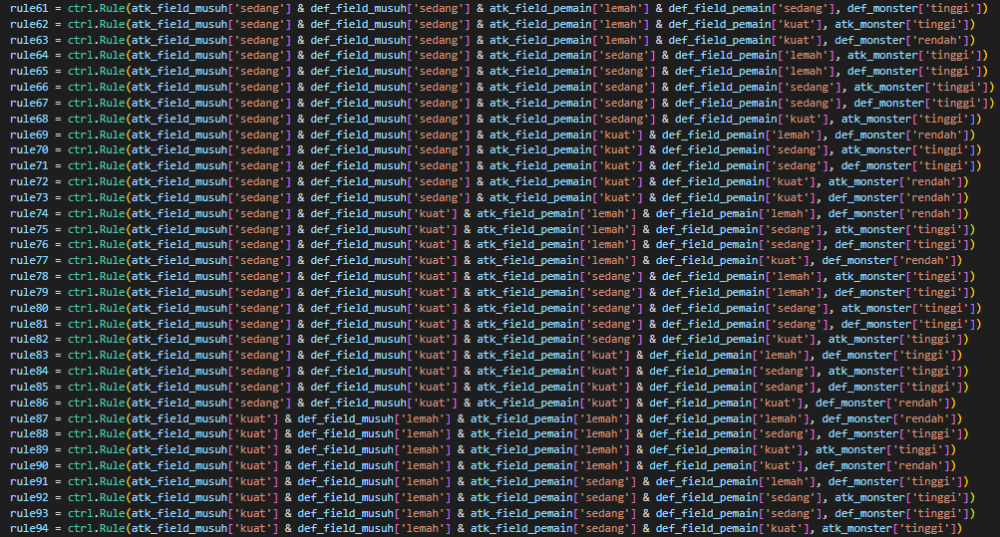 rule61 = ctrl.Rule(atk_field_musuh['sedang'] & def_field_musuh['sedang'] & atk_field_pemain['lemah'] & def_field_pemain['sedang'], def_monster['tinggi'])
rule62 = ctrl.Rule(atk_field_musuh['sedang'] & def_field_musuh['sedang'] & atk_field_pemain['lemah'] & def_field_pemain['kuat'], atk_monster['tinggi'])
rule63 = ctrl.Rule(atk_field_musuh['sedang'] & def_field_musuh['sedang'] & atk_field_pemain['lemah'] & def_field_pemain['kuat'], def_monster['rendah'])
rule64 = ctrl.Rule(atk_field_musuh['sedang'] & def_field_musuh['sedang'] & atk_field_pemain['sedang'] & def_field_pemain['lemah'], atk_monster['tinggi'])
rule65 = ctrl.Rule(atk_field_musuh['sedang'] & def_field_musuh['sedang'] & atk_field_pemain['sedang'] & def_field_pemain['lemah'], def_monster['tinggi'])
rule66 = ctrl.Rule(atk_field_musuh['sedang'] & def_field_musuh['sedang'] & atk_field_pemain['sedang'] & def_field_pemain['sedang'], atk_monster['tinggi'])
rule67 = ctrl.Rule(atk_field_musuh['sedang'] & def_field_musuh['sedang'] & atk_field_pemain['sedang'] & def_field_pemain['sedang'], def_monster['tinggi'])
rule68 = ctrl.Rule(atk_field_musuh['sedang'] & def_field_musuh['sedang'] & atk_field_pemain['sedang'] & def_field_pemain['kuat'], atk_monster['tinggi'])
rule69 = ctrl.Rule(atk_field_musuh['sedang'] & def_field_musuh['sedang'] & atk_field_pemain['kuat'] & def_field_pemain['lemah'], def_monster['rendah'])
rule70 = ctrl.Rule(atk_field_musuh['sedang'] & def_field_musuh['sedang'] & atk_field_pemain['kuat'] & def_field_pemain['sedang'], atk_monster['tinggi'])
rule71 = ctrl.Rule(atk_field_musuh['sedang'] & def_field_musuh['sedang'] & atk_field_pemain['kuat'] & def_field_pemain['sedang'], def_monster['tinggi'])
rule72 = ctrl.Rule(atk_field_musuh['sedang'] & def_field_musuh['sedang'] & atk_field_pemain['kuat'] & def_field_pemain['kuat'], atk_monster['rendah'])
rule73 = ctrl.Rule(atk_field_musuh['sedang'] & def_field_musuh['sedang'] & atk_field_pemain['kuat'] & def_field_pemain['kuat'], def_monster['rendah'])
rule74 = ctrl.Rule(atk_field_musuh['sedang'] & def_field_musuh['kuat'] & atk_field_pemain['lemah'] & def_field_pemain['lemah'], def_monster['rendah'])
rule75 = ctrl.Rule(atk_field_musuh['sedang'] & def_field_musuh['kuat'] & atk_field_pemain['lemah'] & def_field_pemain['sedang'], atk_monster['tinggi'])
rule76 = ctrl.Rule(atk_field_musuh['sedang'] & def_field_musuh['kuat'] & atk_field_pemain['lemah'] & def_field_pemain['sedang'], def_monster['tinggi'])
rule77 = ctrl.Rule(atk_field_musuh['sedang'] & def_field_musuh['kuat'] & atk_field_pemain['lemah'] & def_field_pemain['kuat'], def_monster['rendah'])
rule78 = ctrl.Rule(atk_field_musuh['sedang'] & def_field_musuh['kuat'] & atk_field_pemain['sedang'] & def_field_pemain['lemah'], atk_monster['tinggi'])
rule79 = ctrl.Rule(atk_field_musuh['sedang'] & def_field_musuh['kuat'] & atk_field_pemain['sedang'] & def_field_pemain['lemah'], def_monster['tinggi'])
rule80 = ctrl.Rule(atk_field_musuh['sedang'] & def_field_musuh['kuat'] & atk_field_pemain['sedang'] & def_field_pemain['sedang'], atk_monster['tinggi'])
rule81 = ctrl.Rule(atk_field_musuh['sedang'] & def_field_musuh['kuat'] & atk_field_pemain['sedang'] & def_field_pemain['sedang'], def_monster['tinggi'])
rule82 = ctrl.Rule(atk_field_musuh['sedang'] & def_field_musuh['kuat'] & atk_field_pemain['sedang'] & def_field_pemain['kuat'], atk_monster['tinggi'])
rule83 = ctrl.Rule(atk_field_musuh['sedang'] & def_field_musuh['kuat'] & atk_field_pemain['kuat'] & def_field_pemain['lemah'], def_monster['tinggi'])
rule84 = ctrl.Rule(atk_field_musuh['sedang'] & def_field_musuh['kuat'] & atk_field_pemain['kuat'] & def_field_pemain['sedang'], atk_monster['tinggi'])
rule85 = ctrl.Rule(atk_field_musuh['sedang'] & def_field_musuh['kuat'] & atk_field_pemain['kuat'] & def_field_pemain['sedang'], def_monster['tinggi'])
rule86 = ctrl.Rule(atk_field_musuh['sedang'] & def_field_musuh['kuat'] & atk_field_pemain['kuat'] & def_field_pemain['kuat'], def_monster['rendah'])
rule87 = ctrl.Rule(atk_field_musuh['kuat'] & def_field_musuh['lemah'] & atk_field_pemain['lemah'] & def_field_pemain['lemah'], def_monster['rendah'])
rule88 = ctrl.Rule(atk_field_musuh['kuat'] & def_field_musuh['lemah'] & atk_field_pemain['lemah'] & def_field_pemain['sedang'], def_monster['tinggi'])
rule89 = ctrl.Rule(atk_field_musuh['kuat'] & def_field_musuh['lemah'] & atk_field_pemain['lemah'] & def_field_pemain['kuat'], atk_monster['tinggi'])
rule90 = ctrl.Rule(atk_field_musuh['kuat'] & def_field_musuh['lemah'] & atk_field_pemain['lemah'] & def_field_pemain['kuat'], def_monster['rendah'])
rule91 = ctrl.Rule(atk_field_musuh['kuat'] & def_field_musuh['lemah'] & atk_field_pemain['sedang'] & def_field_pemain['lemah'], def_monster['tinggi'])
rule92 = ctrl.Rule(atk_field_musuh['kuat'] & def_field_musuh['lemah'] & atk_field_pemain['sedang'] & def_field_pemain['sedang'], atk_monster['tinggi'])
rule93 = ctrl.Rule(atk_field_musuh['kuat'] & def_field_musuh['lemah'] & atk_field_pemain['sedang'] & def_field_pemain['sedang'], def_monster['tinggi'])
rule94 = ctrl.Rule(atk_field_musuh['kuat'] & def_field_musuh['lemah'] & atk_field_pemain['sedang'] & def_field_pemain['kuat'], atk_monster['tinggi'])